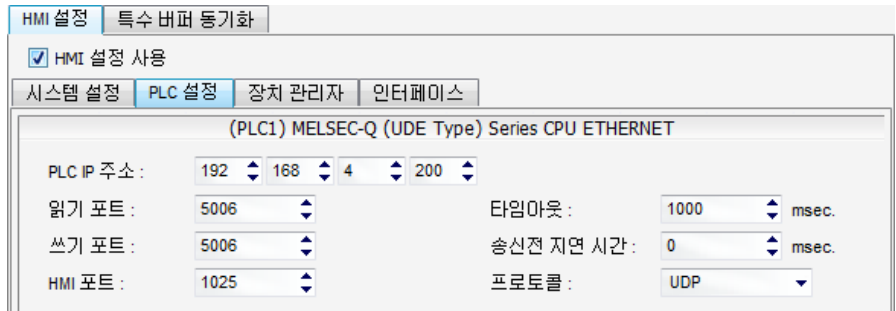 HMI 설정 특수 버퍼 동기화
HMI 설정 사용
시스템 설정 PLC 설정 장치 관리자 인터페이스
(PLC1) MELSEC-Q (UDE Type) Series CPU ETHERNET
PLC IP 주소 : 192 168 4 200
읽기 포트 : 5006 타임아웃 : 1000 msec.
쓰기 포트 : 5006 송신전 지연 시간 : 0 msec.
HMI 포트 : 1025 프로토콜 : UDP